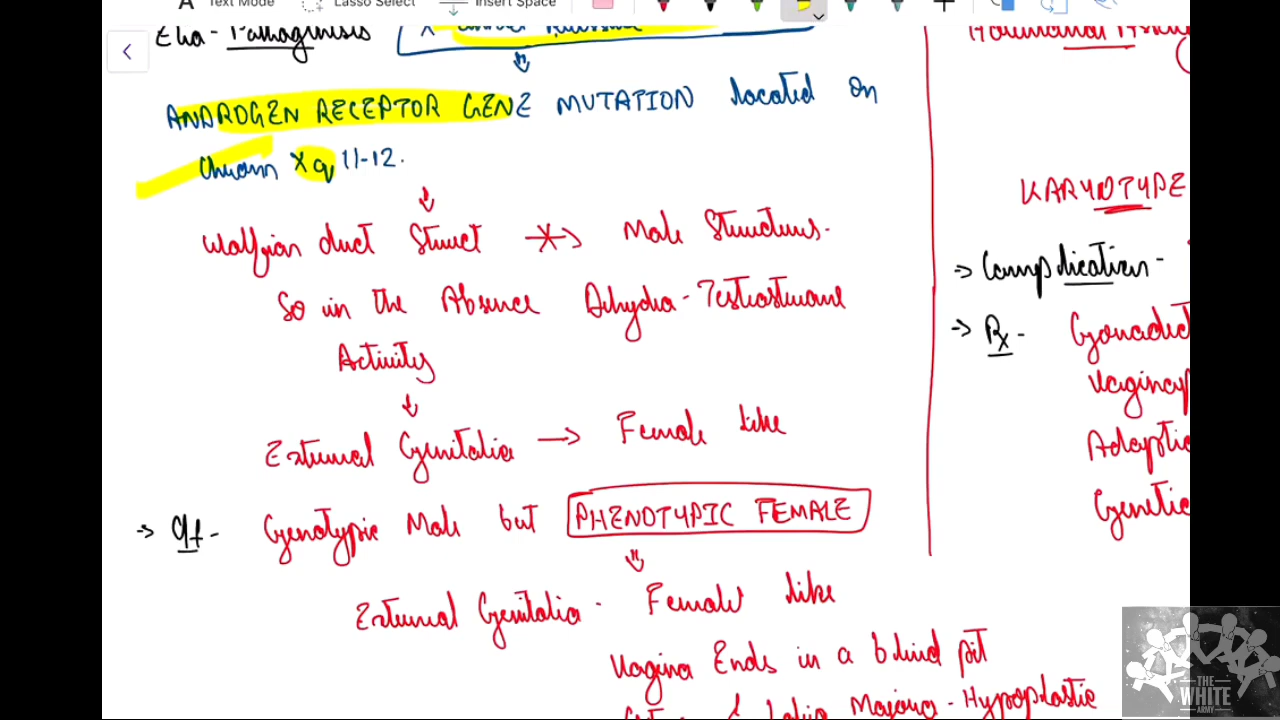 Text Mode Lasso Select Insert Space
Etio-Pathogenesis X-linked Recessive
ANDROGEN RECEPTOR GENE MUTATION located on
Chrom Xq 11-12.
Wolffian duct Struct Male Structures.
So in the Absence Dihydro-Testosterone
Activity
External Genitalia → Female like
⇒ C/f - Genotypic Male but PHENOTYPIC FEMALE
External Genitalia - Female like
Vagina Ends in a blind pit
& Labia Majora - Hypoplastic
Hormonal
KARYOTYPE
⇒ Complication -
⇒ Rx -
THE
WHITE
ARMY